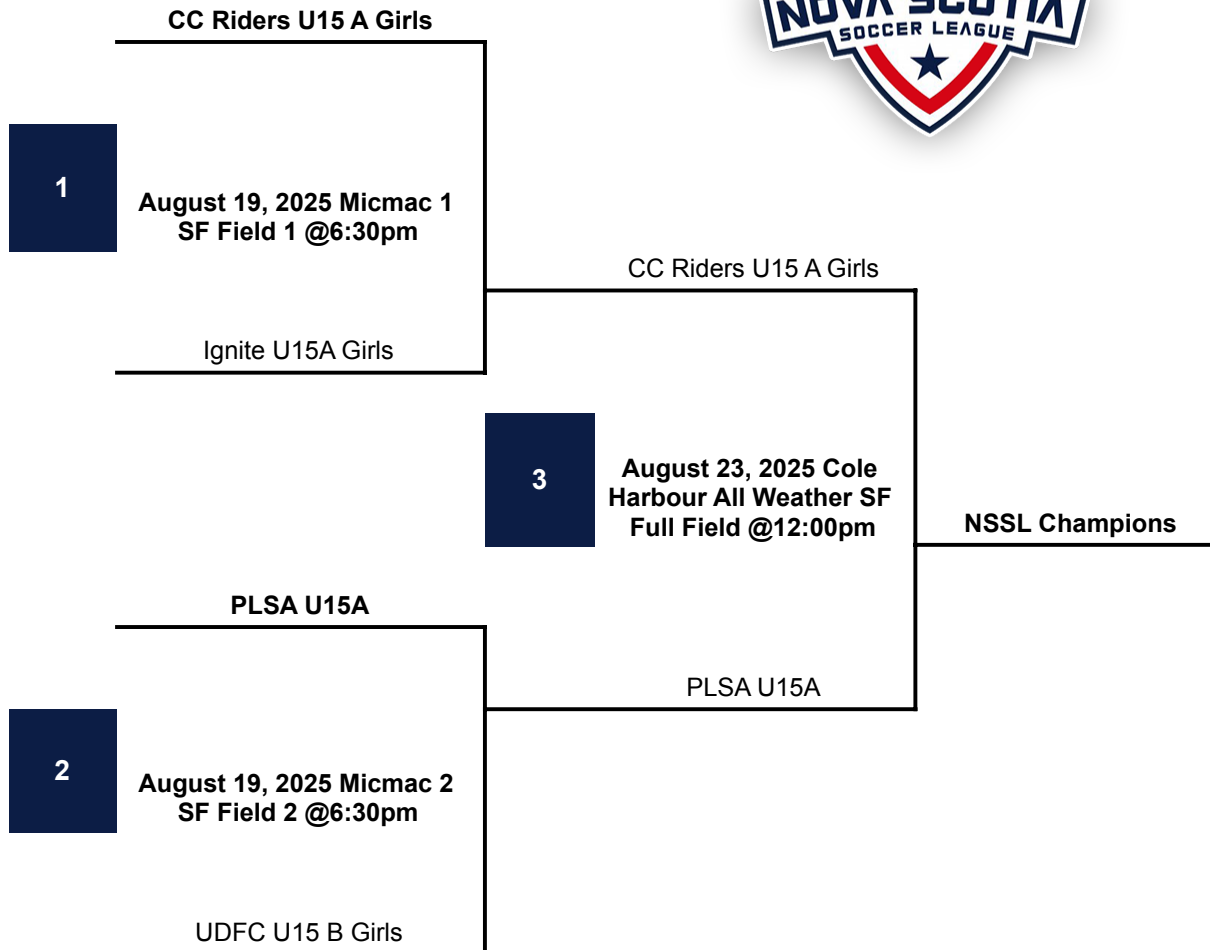 CC Riders U15 A Girls
NOVA SCOTIA
SOCCER LEAGUE
1
August 19, 2025 Micmac 1
SF Field 1 @6:30pm
CC Riders U15 A Girls
Ignite U15A Girls
3
August 23, 2025 Cole
Harbour All Weather SF
Full Field @12:00pm
NSSL Champions
PLSA U15A
PLSA U15A
2
August 19, 2025 Micmac 2
SF Field 2 @6:30pm
UDFC U15 B Girls